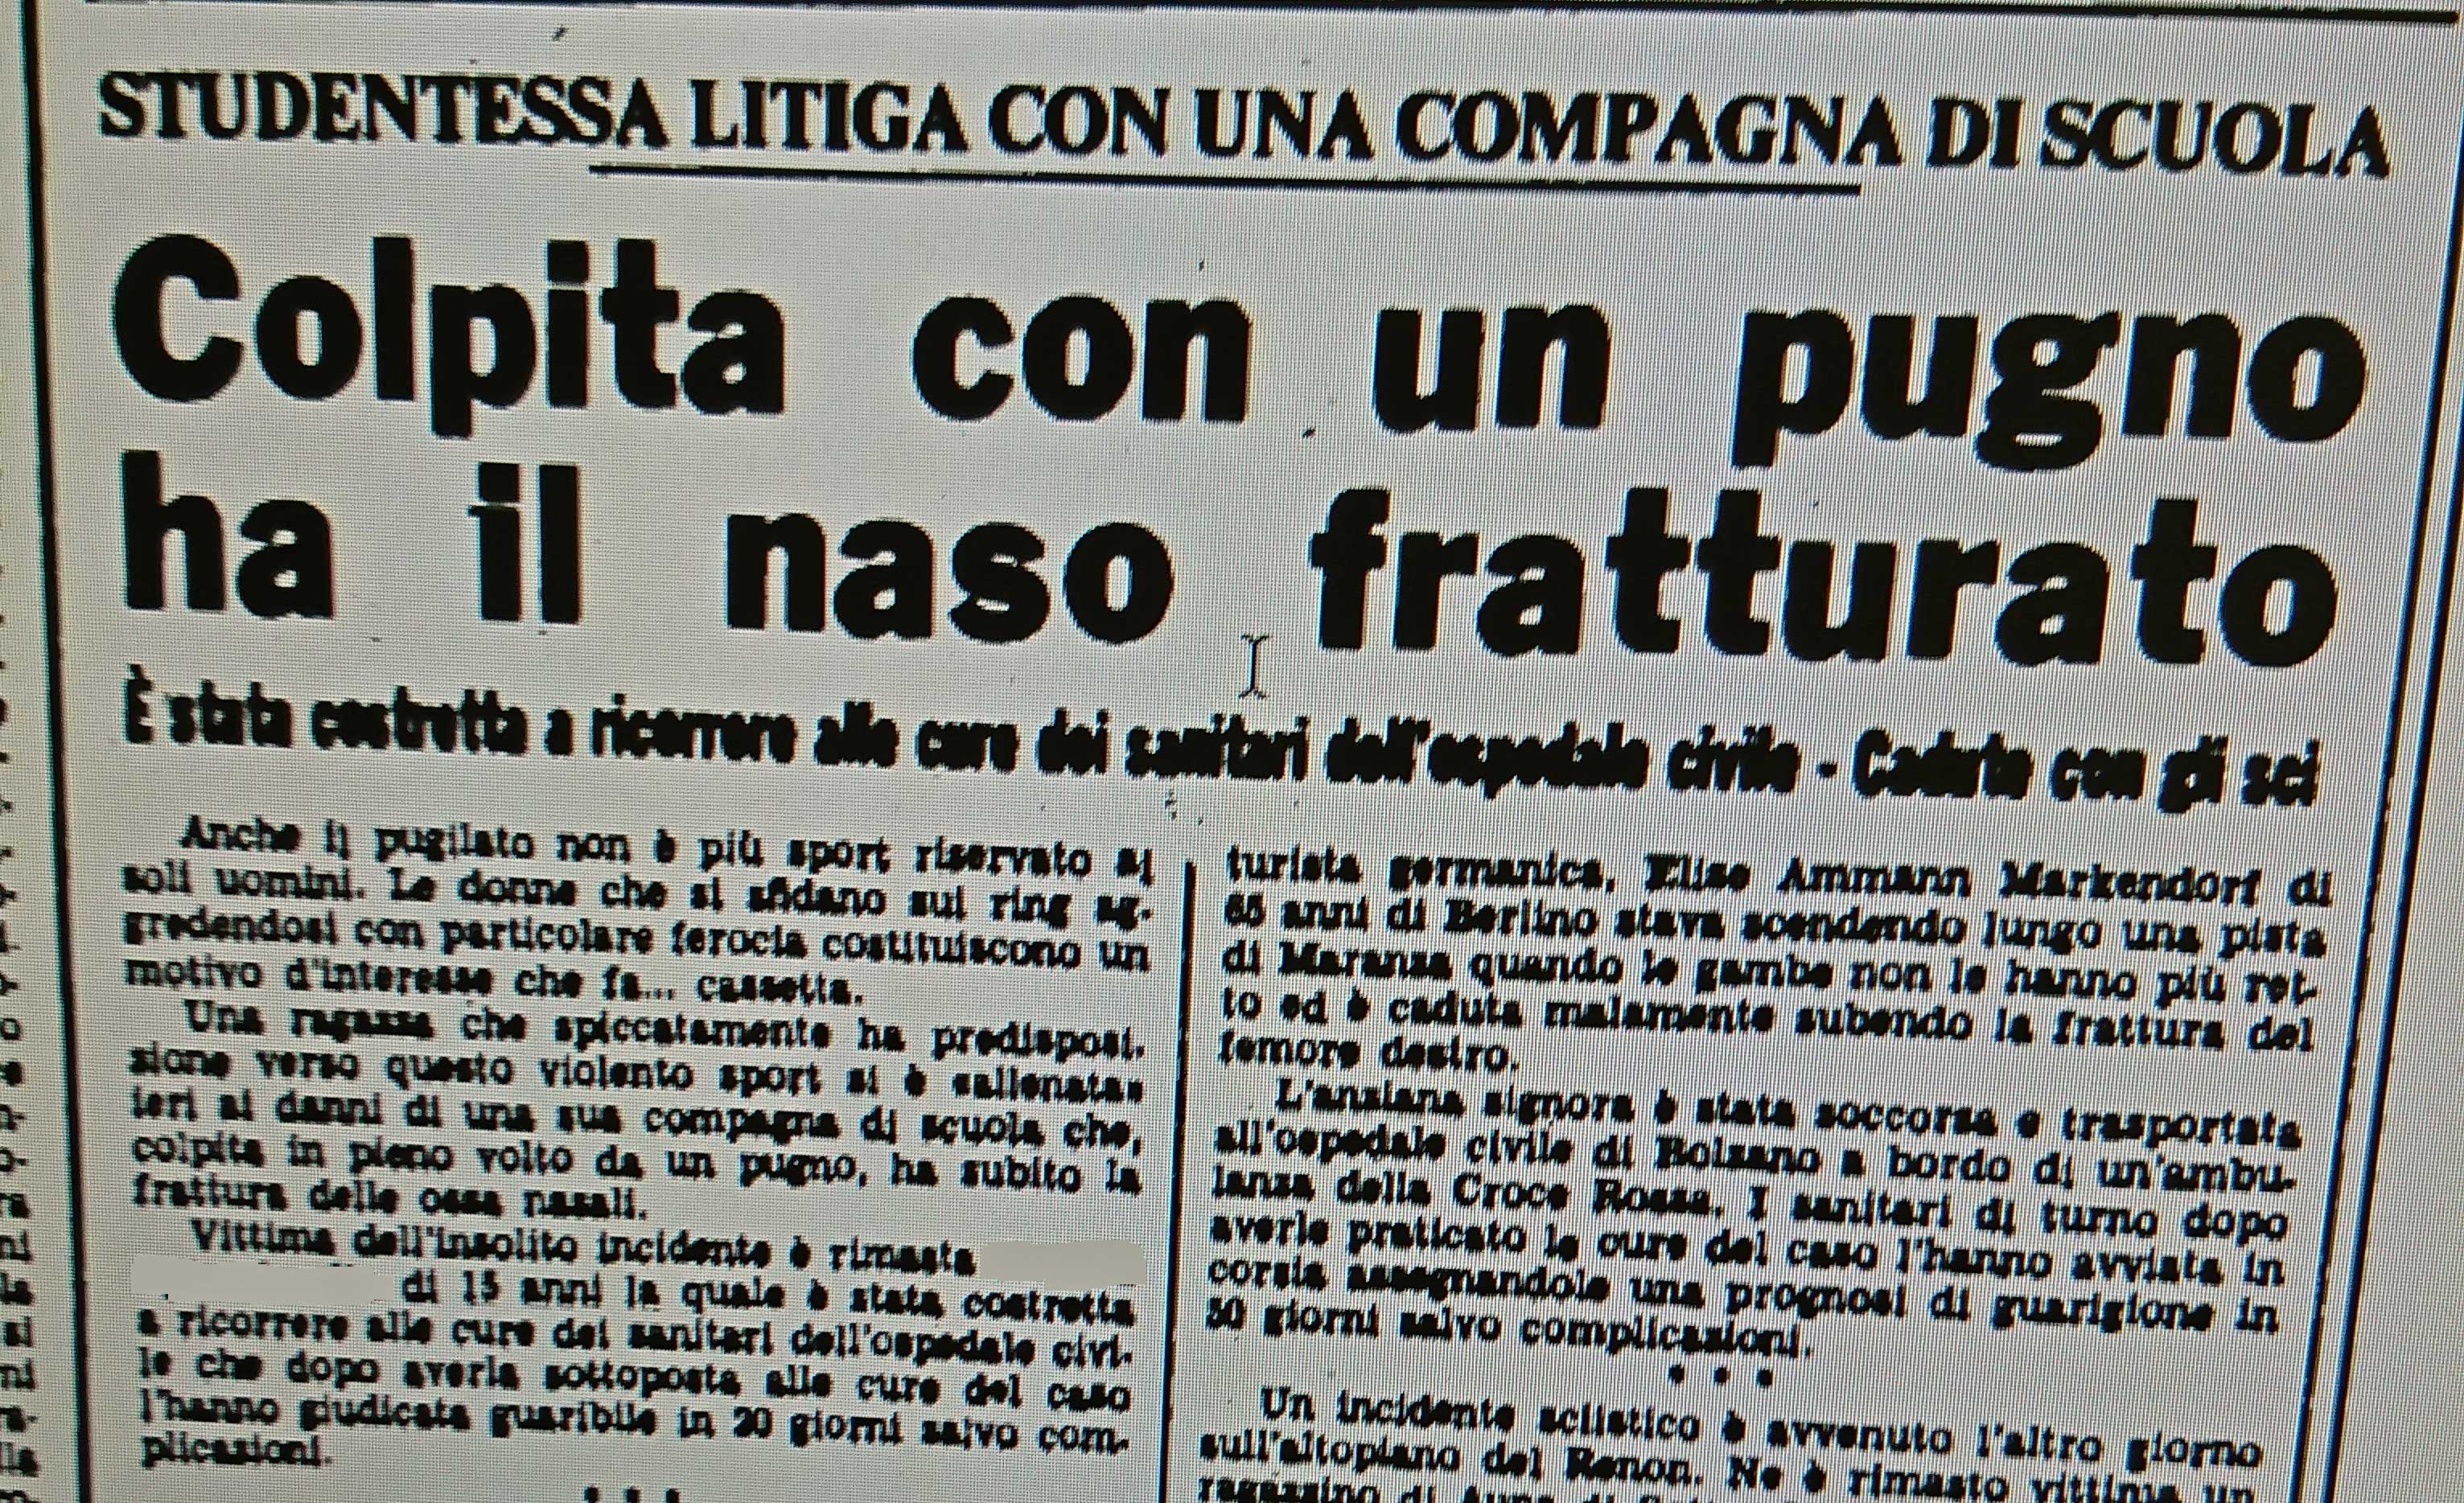 STUDENTESSA LITIGA CON UNA COMPAGNA DI SCUOLA
Colpita con un pugno
ha il naso fratturato
È stata costretta a ricorrere alle cure dei sanitari dell'ospedale civile - Cadute con gli sci
Anche il pugilato non è più sport riservato ai
soli uomini. Le donne che si sfidano sul ring ag-
gredendosi con particolare ferocia costituiscono un
motivo d'interesse che fa... cassetta.
Una ragazza che spiccatamente ha predisposi-
zione verso questo violento sport si è «allenata»
ieri ai danni di una sua compagna di scuola che,
colpita in pieno volto da un pugno, ha subito la
frattura delle ossa nasali.
Vittima dell'insolito incidente è rimasta
di 15 anni la quale è stata costretta
a ricorrere alle cure dei sanitari dell'ospedale civi-
le che dopo averla sottoposta alle cure del caso
l'hanno giudicata guaribile in 20 giorni salvo com-
plicazioni.
turista germanica, Elise Ammann Markendorf di
anni di Berlino stava scendendo lungo una pista
di Maranza quando le gambe non le hanno più ret-
to ed è caduta malamente subendo la frattura del
femore destro.
L'anziana signora è stata soccorsa e trasportata
all'ospedale civile di Bolzano a bordo di un'ambu-
lanza della Croce Rossa. I sanitari di turno dopo
averle praticato le cure del caso l'hanno avviata in
corsia assegnandole una prognosi di guarigione in
giorni salvo complicazioni.
• • •
Un incidente sciistico è avvenuto l'altro giorno
sull'altopiano del Renon. Ne è rimasto vittima un
ragazzino di